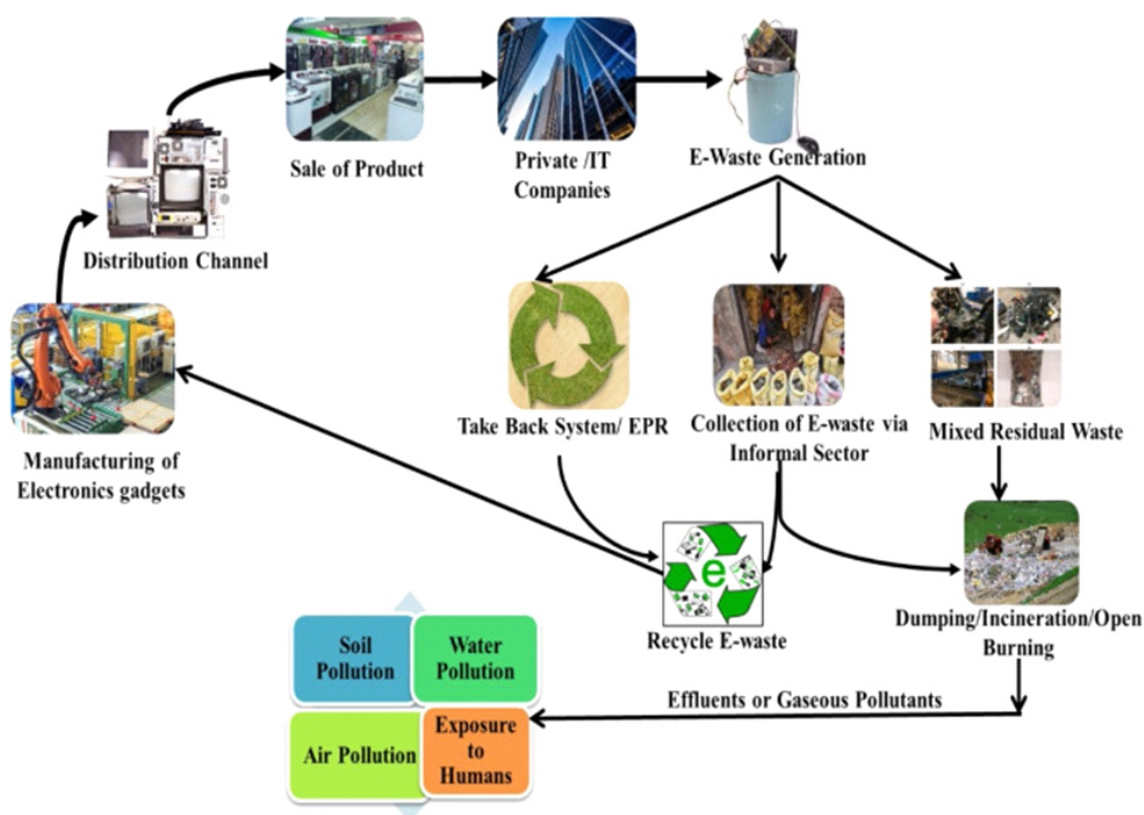 Sale of Product
Private /IT
Companies
E-Waste Generation
Distribution Channel
Take Back System/ EPR
Collection of E-waste via
Informal Sector
Mixed Residual Waste
Manufacturing of
Electronics gadgets
e
Recycle E-waste
Dumping/Incineration/Open
Burning
Effluents or Gaseous Pollutants
Soil
Pollution
Water
Pollution
Air Pollution
Exposure
to
Humans